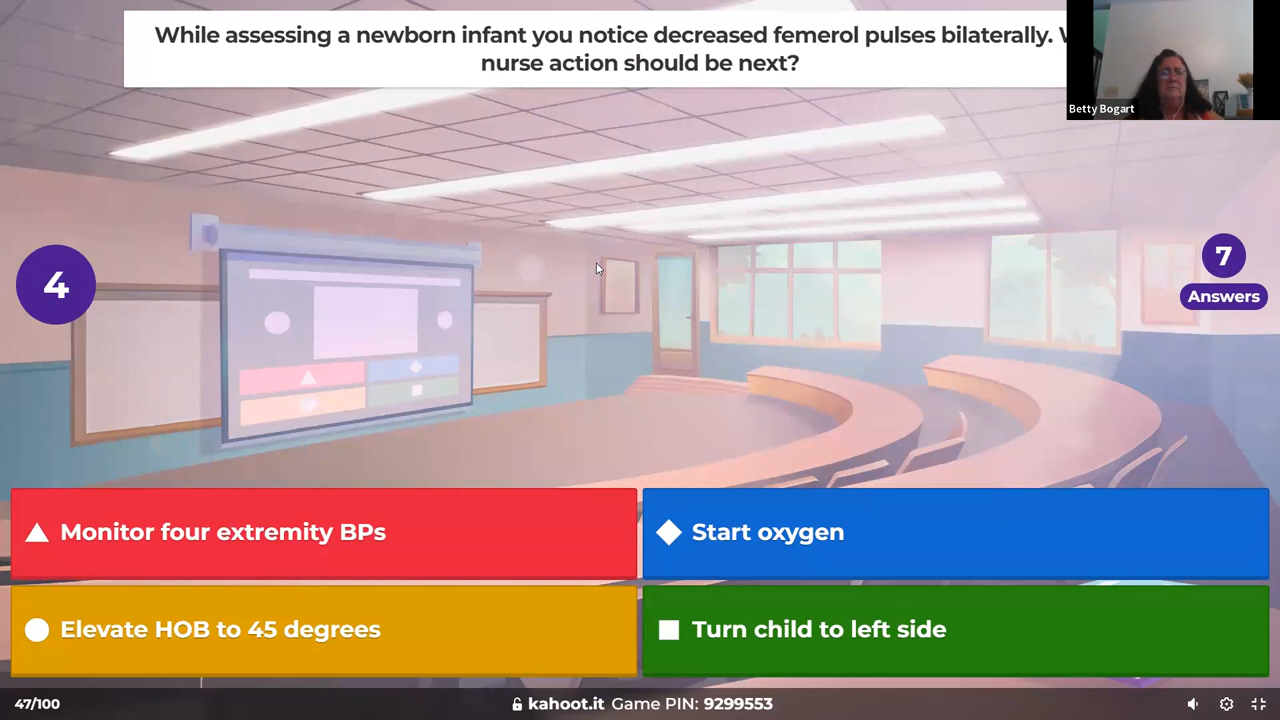 While assessing a newborn infant you notice decreased femerol pulses bilaterally.
nurse action should be next?
Betty Bogart
4
7
Answers
Monitor four extremity BPs
Start oxygen
Elevate HOB to 45 degrees
Turn child to left side
47/100
kahoot.it Game PIN: 9299553